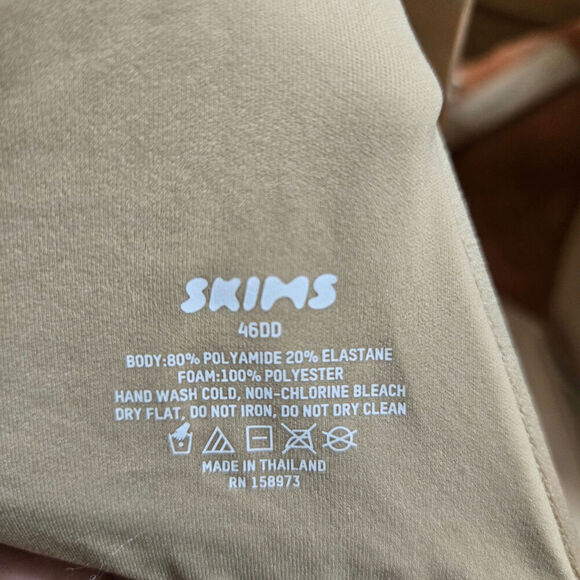 SKIMS
46DD
BODY:80% POLYAMIDE 20% ELASTANE
FOAM:100% POLYESTER
HAND WASH COLD, NON-CHLORINE BLEACH
DRY FLAT, DO NOT IRON, DO NOT DRY CLEAN
MADE IN THAILAND
RN 158973